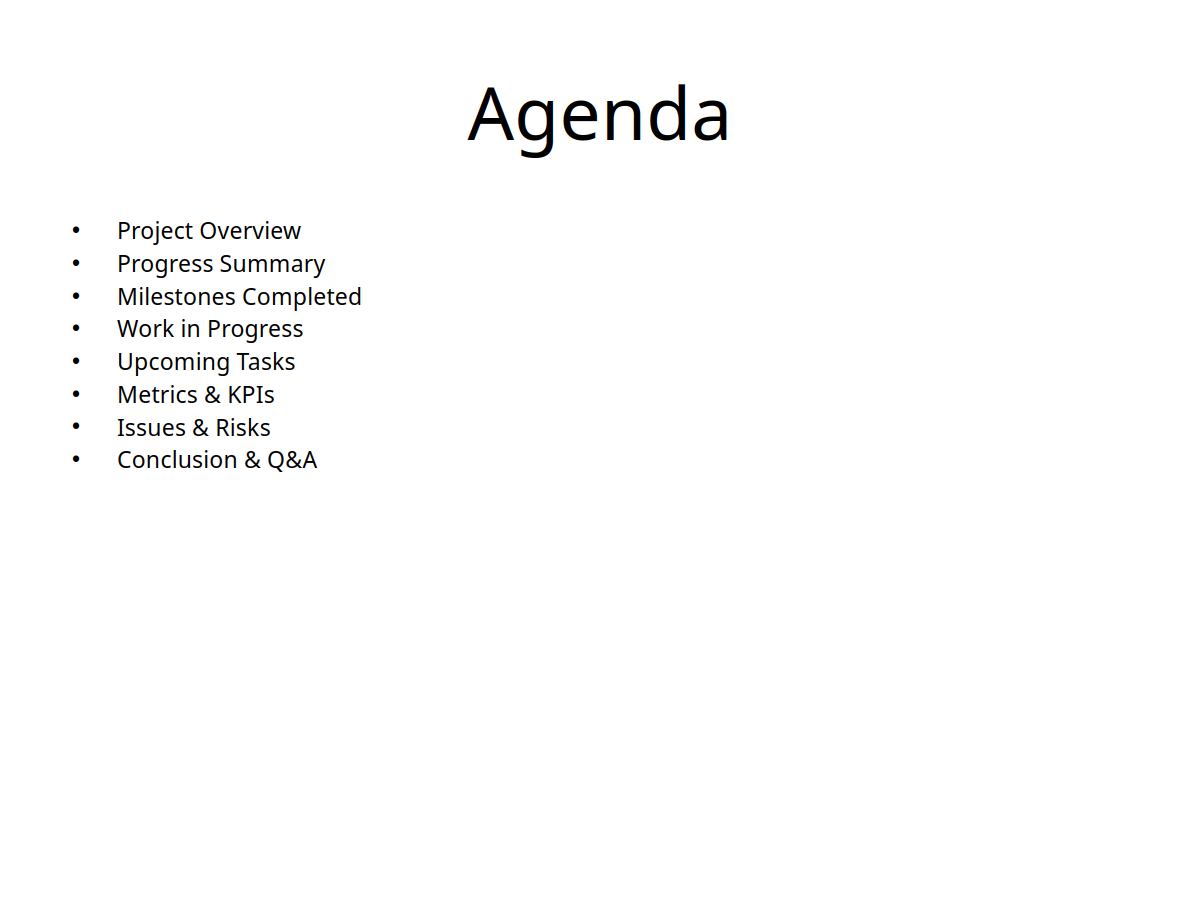 Agenda
• Project Overview
• Progress Summary
• Milestones Completed
• Work in Progress
• Upcoming Tasks
• Metrics & KPIs
• Issues & Risks
• Conclusion & Q&A